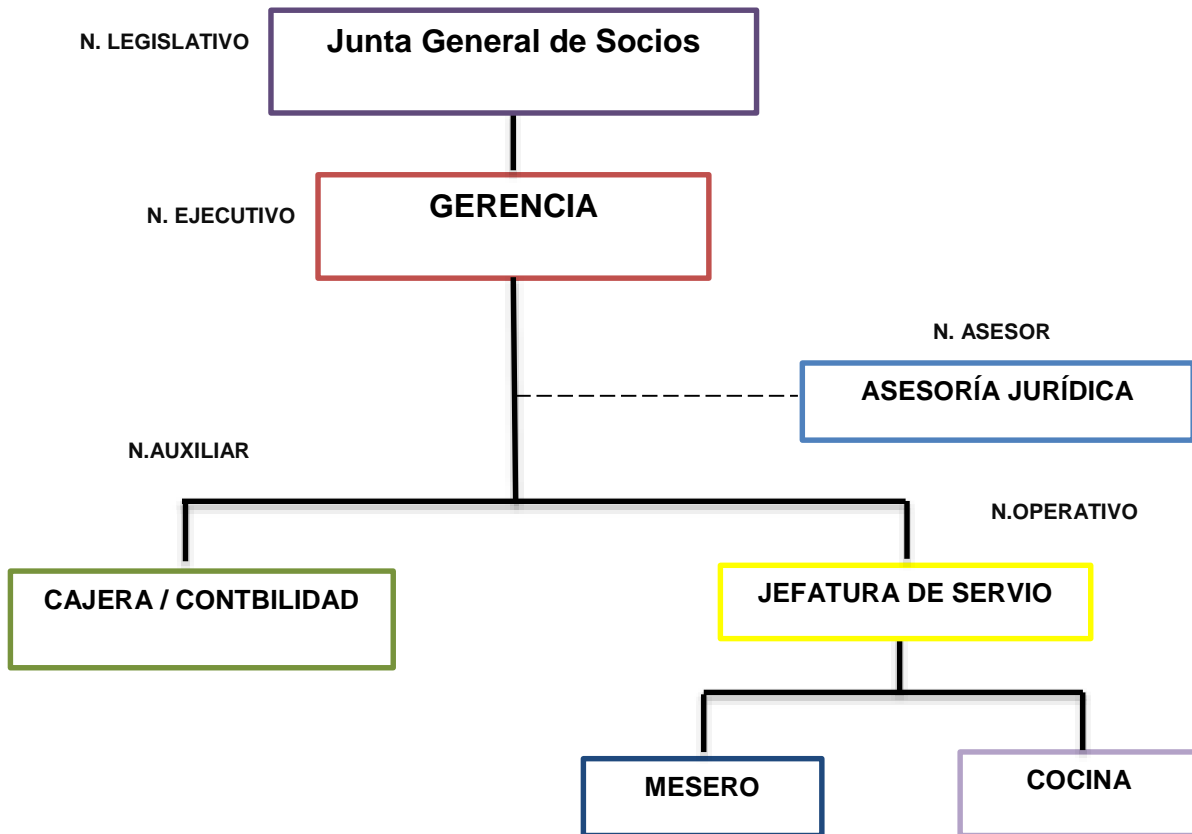 N. LEGISLATIVO
Junta General de Socios
N. EJECUTIVO
GERENCIA
N. ASESOR
ASESORÍA JURÍDICA
N.AUXILIAR
N.OPERATIVO
CAJERA / CONTBILIDAD
JEFATURA DE SERVIO
MESERO
COCINA